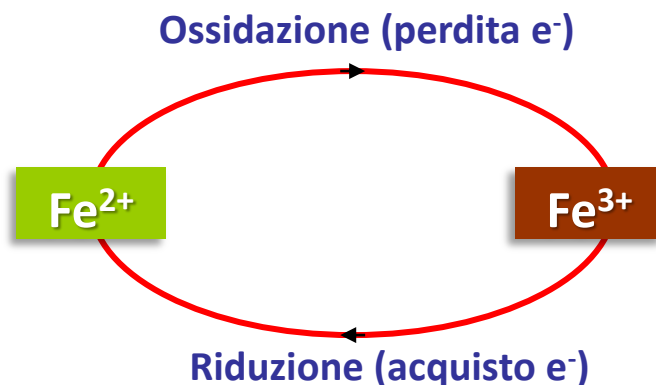 Ossidazione (perdita e⁻)
Fe²⁺
Fe³⁺
Riduzione (acquisto e⁻)